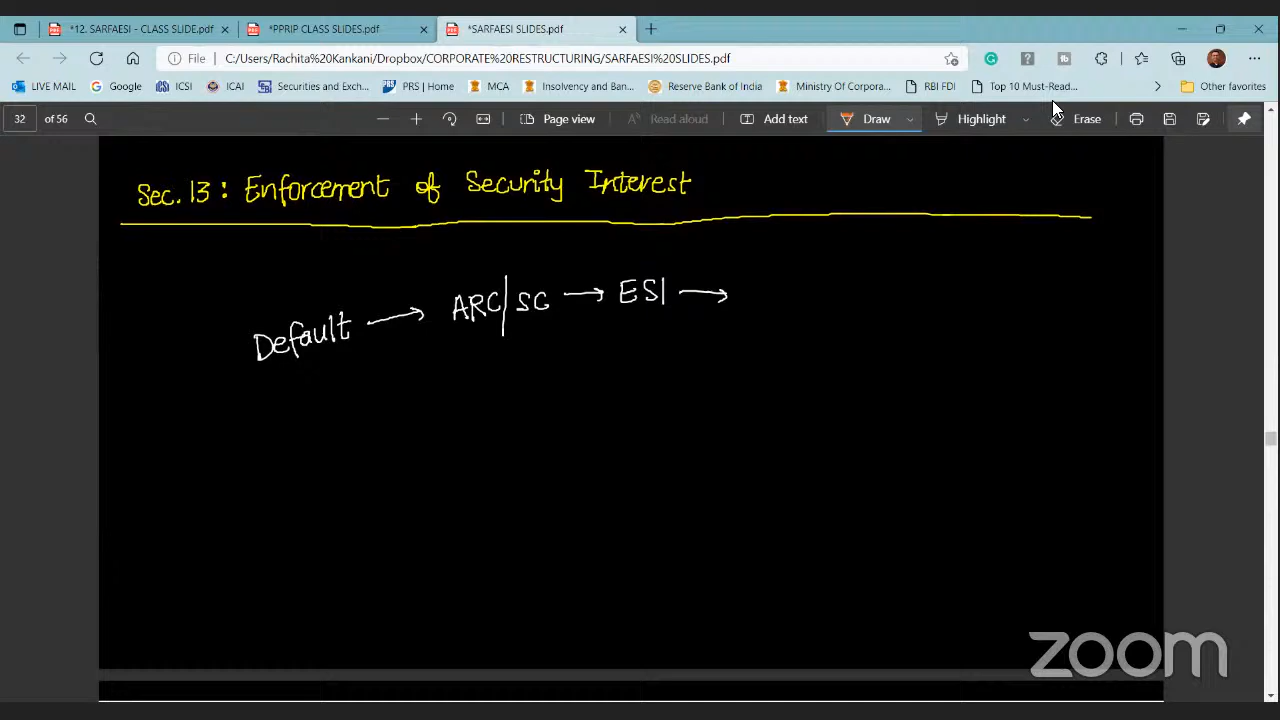 *12. SARFAESI - CLASS SLIDE.pdf *PPRIP CLASS SLIDES.pdf *SARFAESI SLIDES.pdf
File C:/Users/Rachita%20Kankani/Dropbox/CORPORATE%20RESTRUCTURING/SARFAESI%20SLIDES.pdf
LIVE MAIL Google ICSI ICAI Securities and Exch... PRS | Home MCA Insolvency and Ban... Reserve Bank of India Ministry Of Corpora... RBI FDI Top 10 Must-Read... Other favorites
32 of 56 Page view Read aloud Add text Draw Highlight Erase
Sec. 13 : Enforcement of Security Interest
Default → ARC|SC → ESI →
zoom